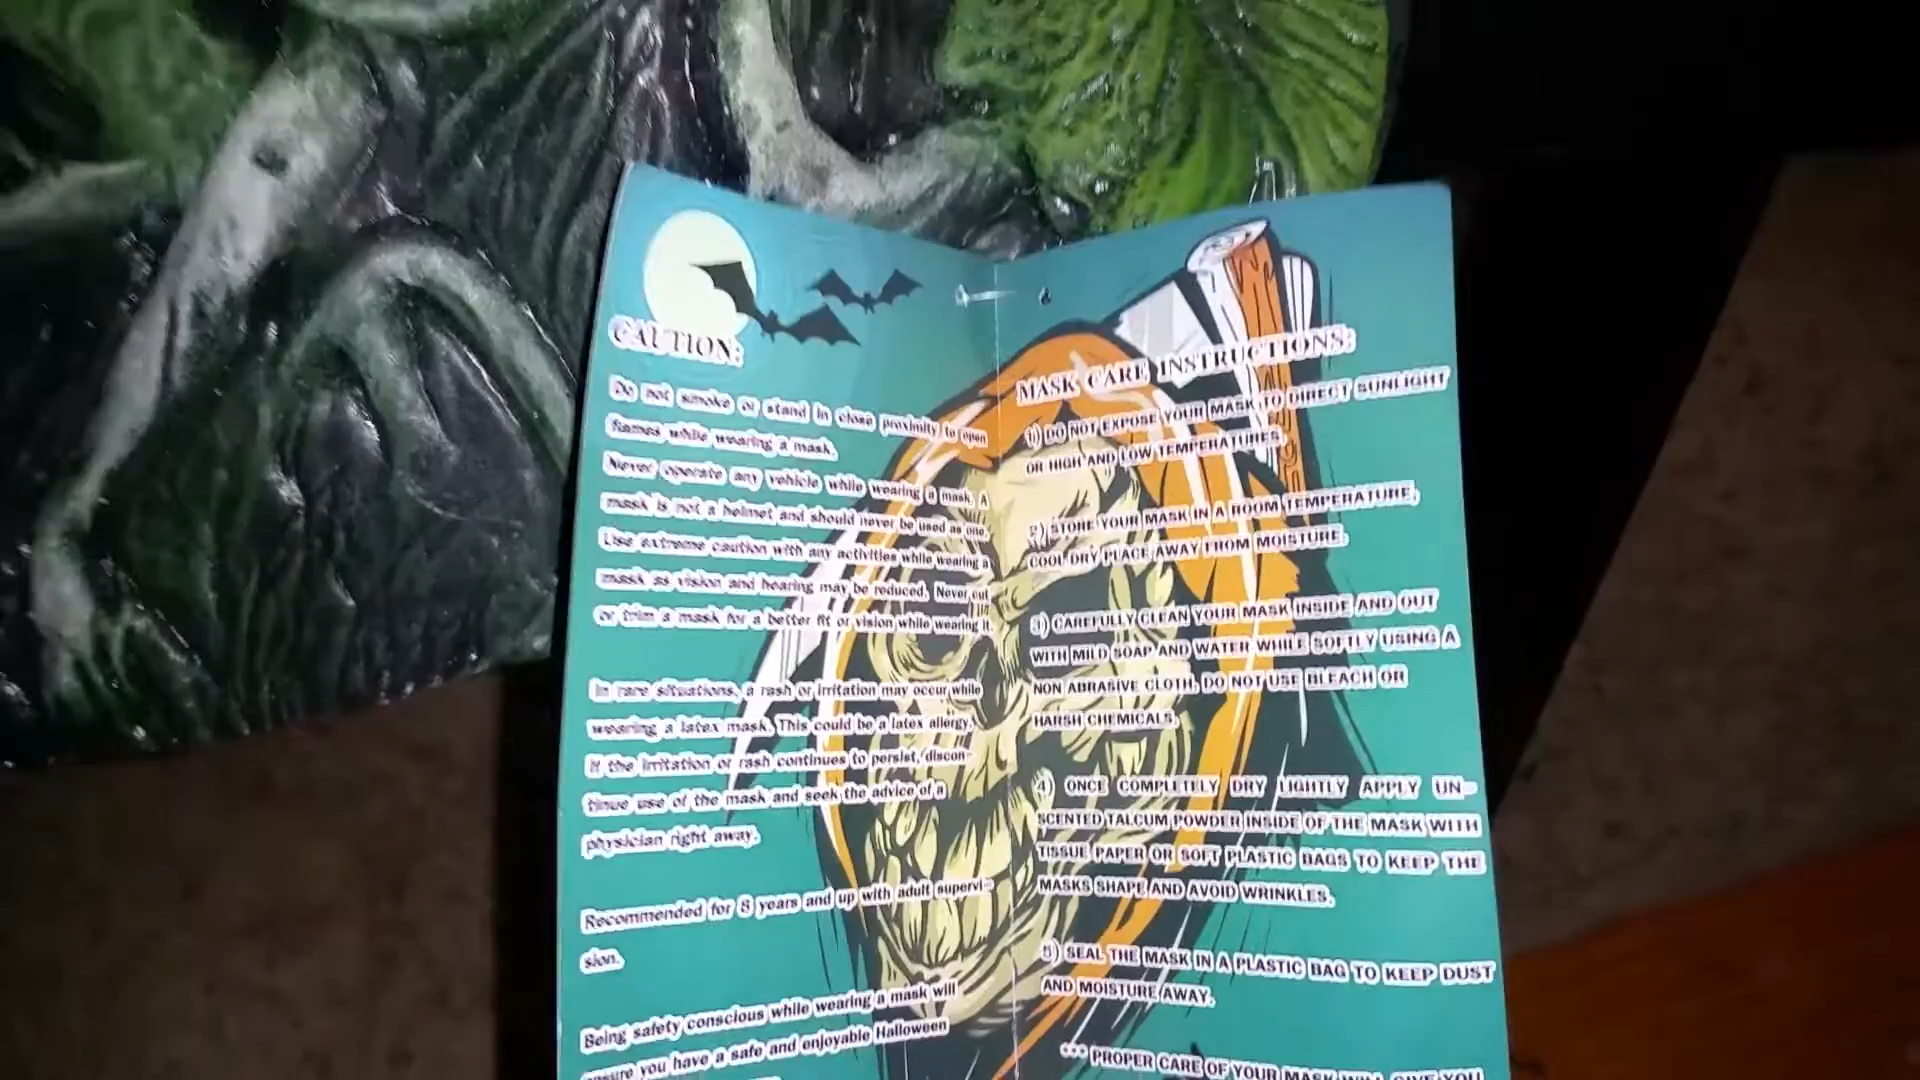 CAUTION:
Do not smoke or stand in close proximity to open
flames while wearing a mask.
Never operate any vehicle while wearing a mask. A
mask is not a helmet and should never be used as one.
Use extreme caution with any activities while wearing a
mask as vision and hearing may be reduced. Never cut
or trim a mask for a better fit or vision while wearing it.
In rare situations, a rash or irritation may occur while
wearing a latex mask. This could be a latex allergy.
If the irritation or rash continues to persist, discon-
tinue use of the mask and seek the advice of a
physician right away.
Recommended for 8 years and up with adult supervi-
sion.
Being safety conscious while wearing a mask will
you have a safe and enjoyable Halloween
MASK CARE INSTRUCTIONS:
1) DO NOT EXPOSE YOUR MASK TO DIRECT SUNLIGHT
OR HIGH AND LOW TEMPERATURES.
2) STORE YOUR MASK IN A ROOM TEMPERATURE,
COOL DRY PLACE AWAY FROM MOISTURE.
3) CAREFULLY CLEAN YOUR MASK INSIDE AND OUT
WITH MILD SOAP AND WATER WHILE SOFTLY USING A
NON ABRASIVE CLOTH. DO NOT USE BLEACH OR
HARSH CHEMICALS.
4) ONCE COMPLETELY DRY LIGHTLY APPLY UN-
SCENTED TALCUM POWDER INSIDE OF THE MASK WITH
TISSUE PAPER OR SOFT PLASTIC BAGS TO KEEP THE
MASKS SHAPE AND AVOID WRINKLES.
5) SEAL THE MASK IN A PLASTIC BAG TO KEEP DUST
AND MOISTURE AWAY.
*** PROPER CARE OF YOUR MASK WILL GIVE YOU